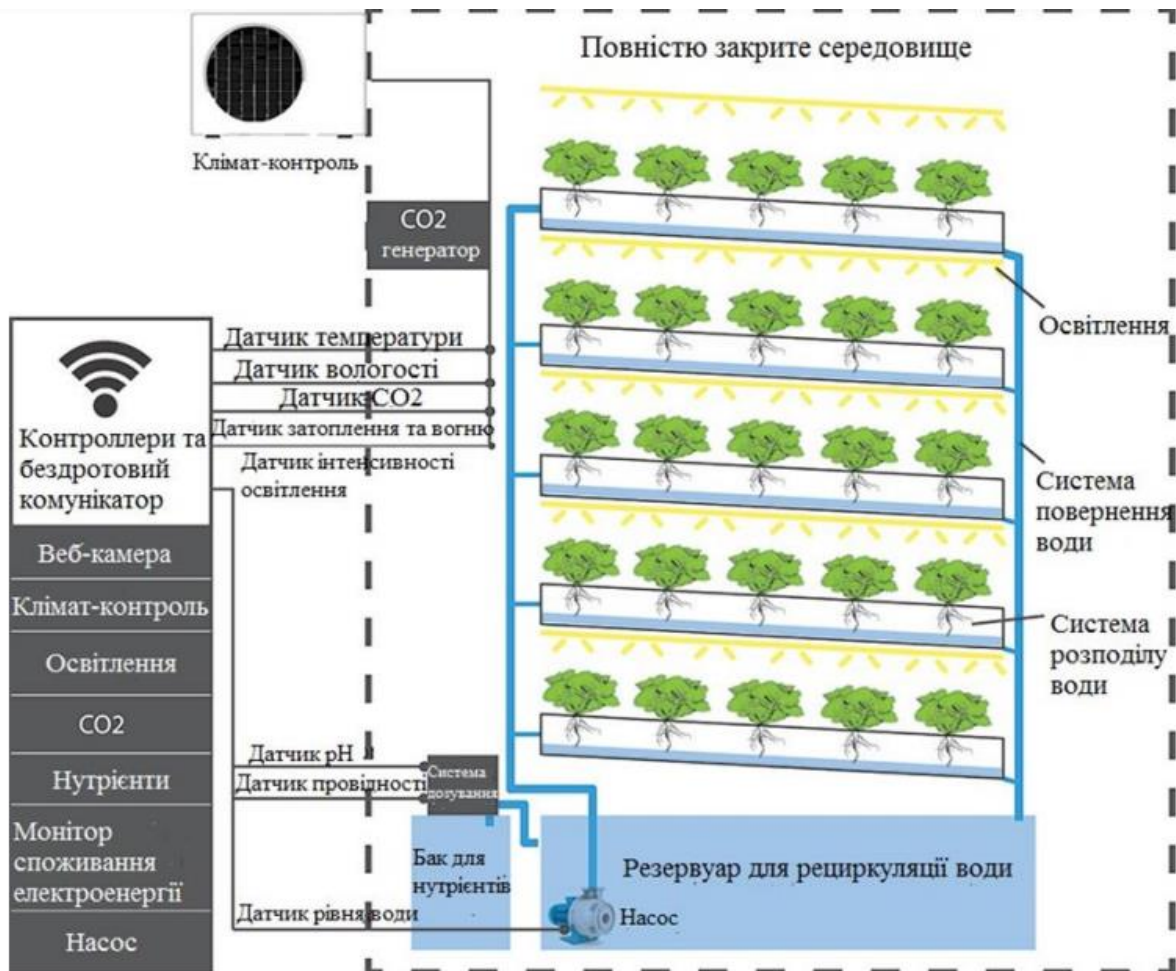 Повністю закрите середовище
Клімат-контроль
CO2
генератор
Датчик температури
Датчик вологості
Датчик CO2
Датчик затоплення та вогню
Датчик інтенсивності
освітлення
Контроллери та
бездротовий
комунікатор
Веб-камера
Клімат-контроль
Освітлення
CO2
Нутрієнти
Монітор
споживання
електроенергії
Насос
Освітлення
Система
повернення
води
Система
розподілу
води
Датчик pH
Датчик провідності
Система
дозування
Бак для
нутрієнтів
Датчик рівня води
Резервуар для рециркуляції води
Насос